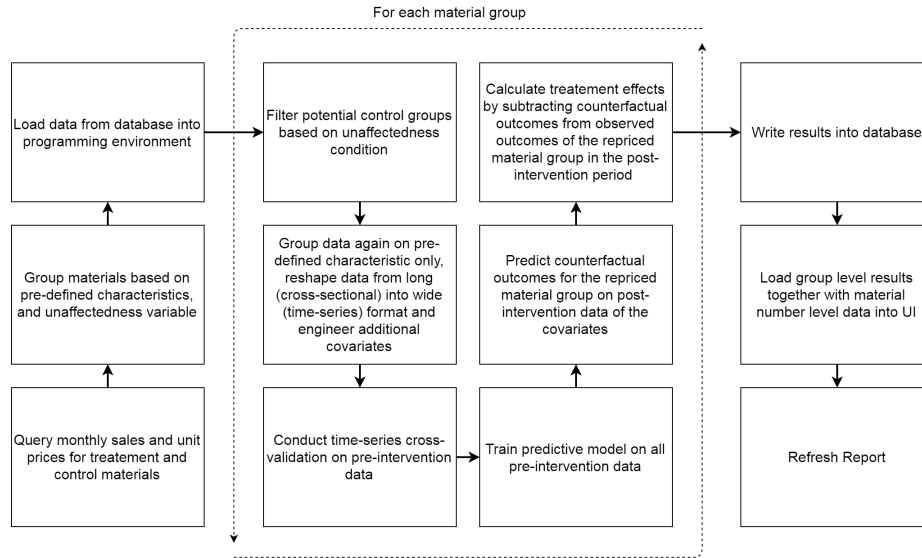 For each material group
Load data from database into
programming environment
Filter potential control groups
based on unaffectedness
condition
Calculate treatement effects
by subtracting counterfactual
outcomes from observed
outcomes of the repriced
material group in the post-
intervention period
Write results into database
Group materials based on
pre-defined characteristics,
and unaffectedness variable
Group data again on pre-
defined characteristic only,
reshape data from long
(cross-sectional) into wide
(time-series) format and
engineer additional
covariates
Predict counterfactual
outcomes for the repriced
material group on post-
intervention data of the
covariates
Load group level results
together with material
number level data into UI
Query monthly sales and unit
prices for treatment and
control materials
Conduct time-series cross-
validation on pre-intervention
data
Train predictive model on all
pre-intervention data
Refresh Report